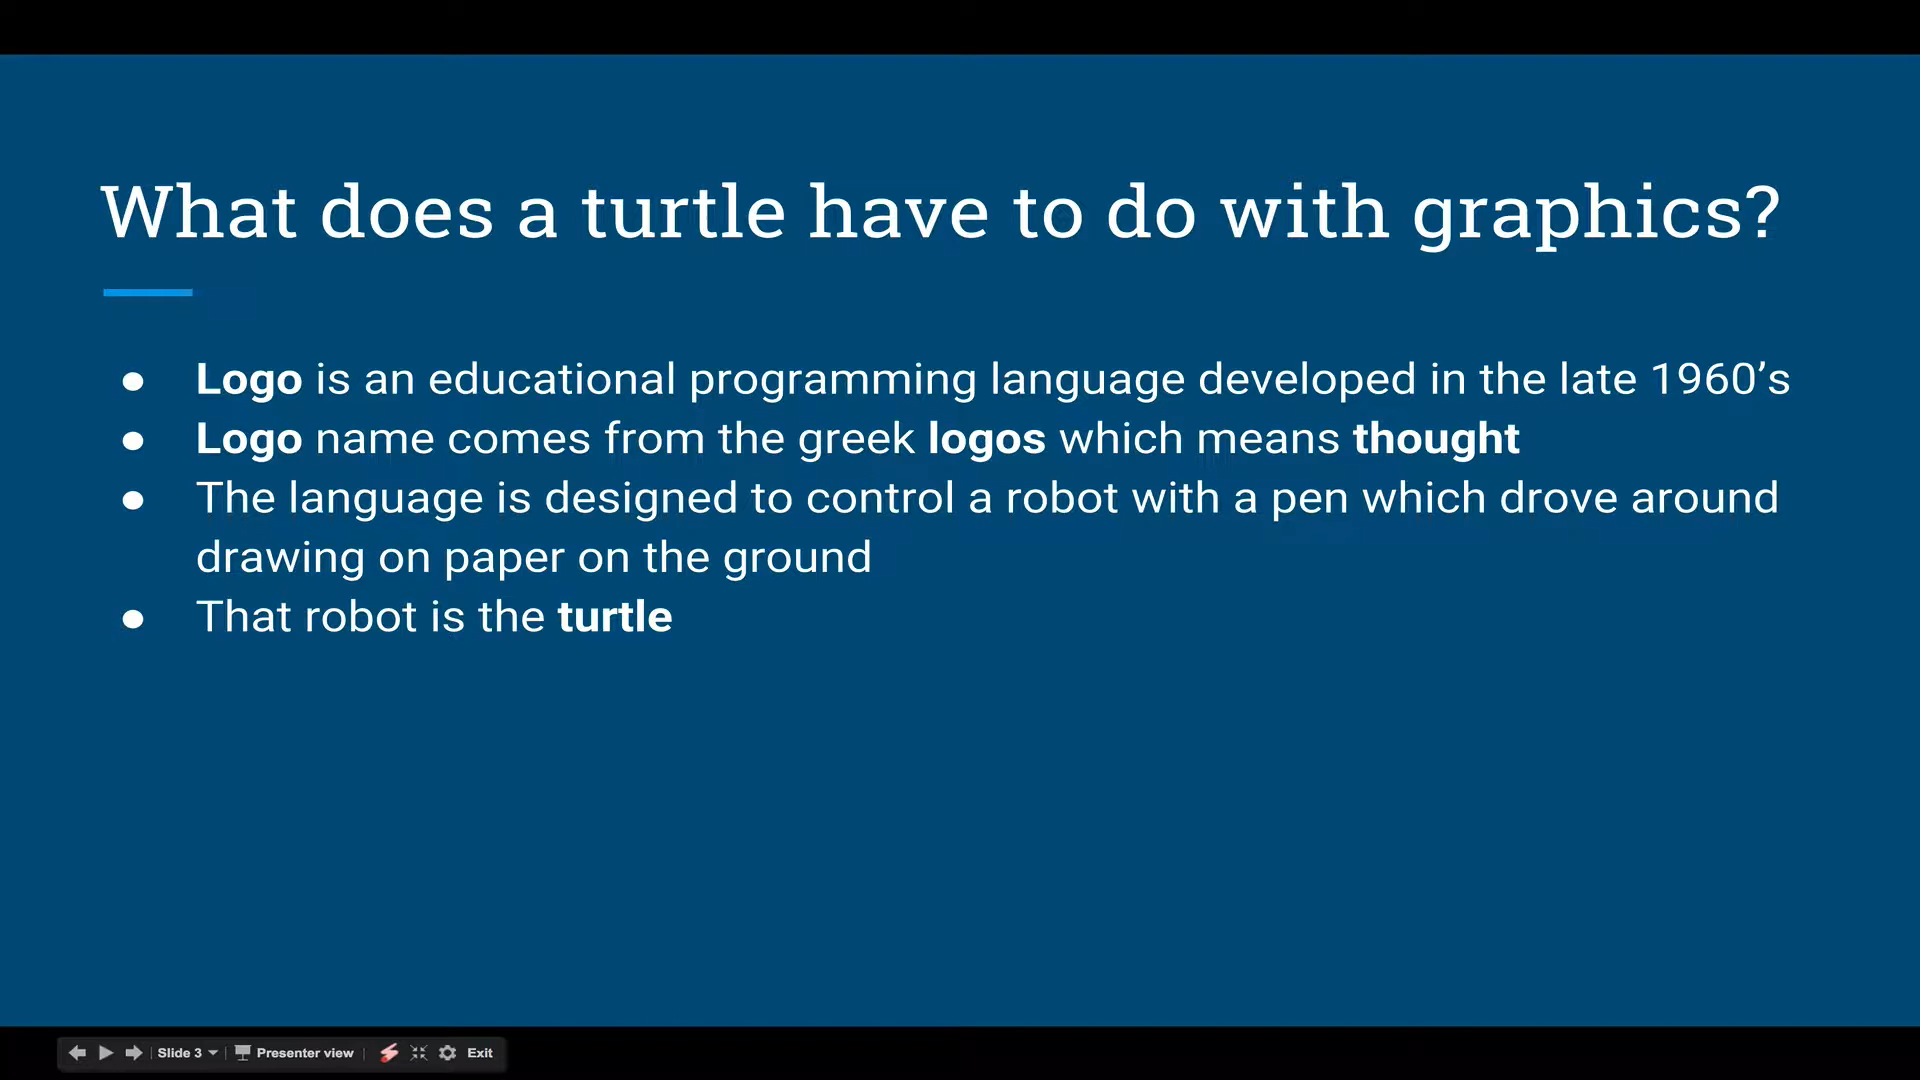 What does a turtle have to do with graphics?
● Logo is an educational programming language developed in the late 1960’s
● Logo name comes from the greek logos which means thought
● The language is designed to control a robot with a pen which drove around
drawing on paper on the ground
● That robot is the turtle
Slide 3 Presenter view Exit